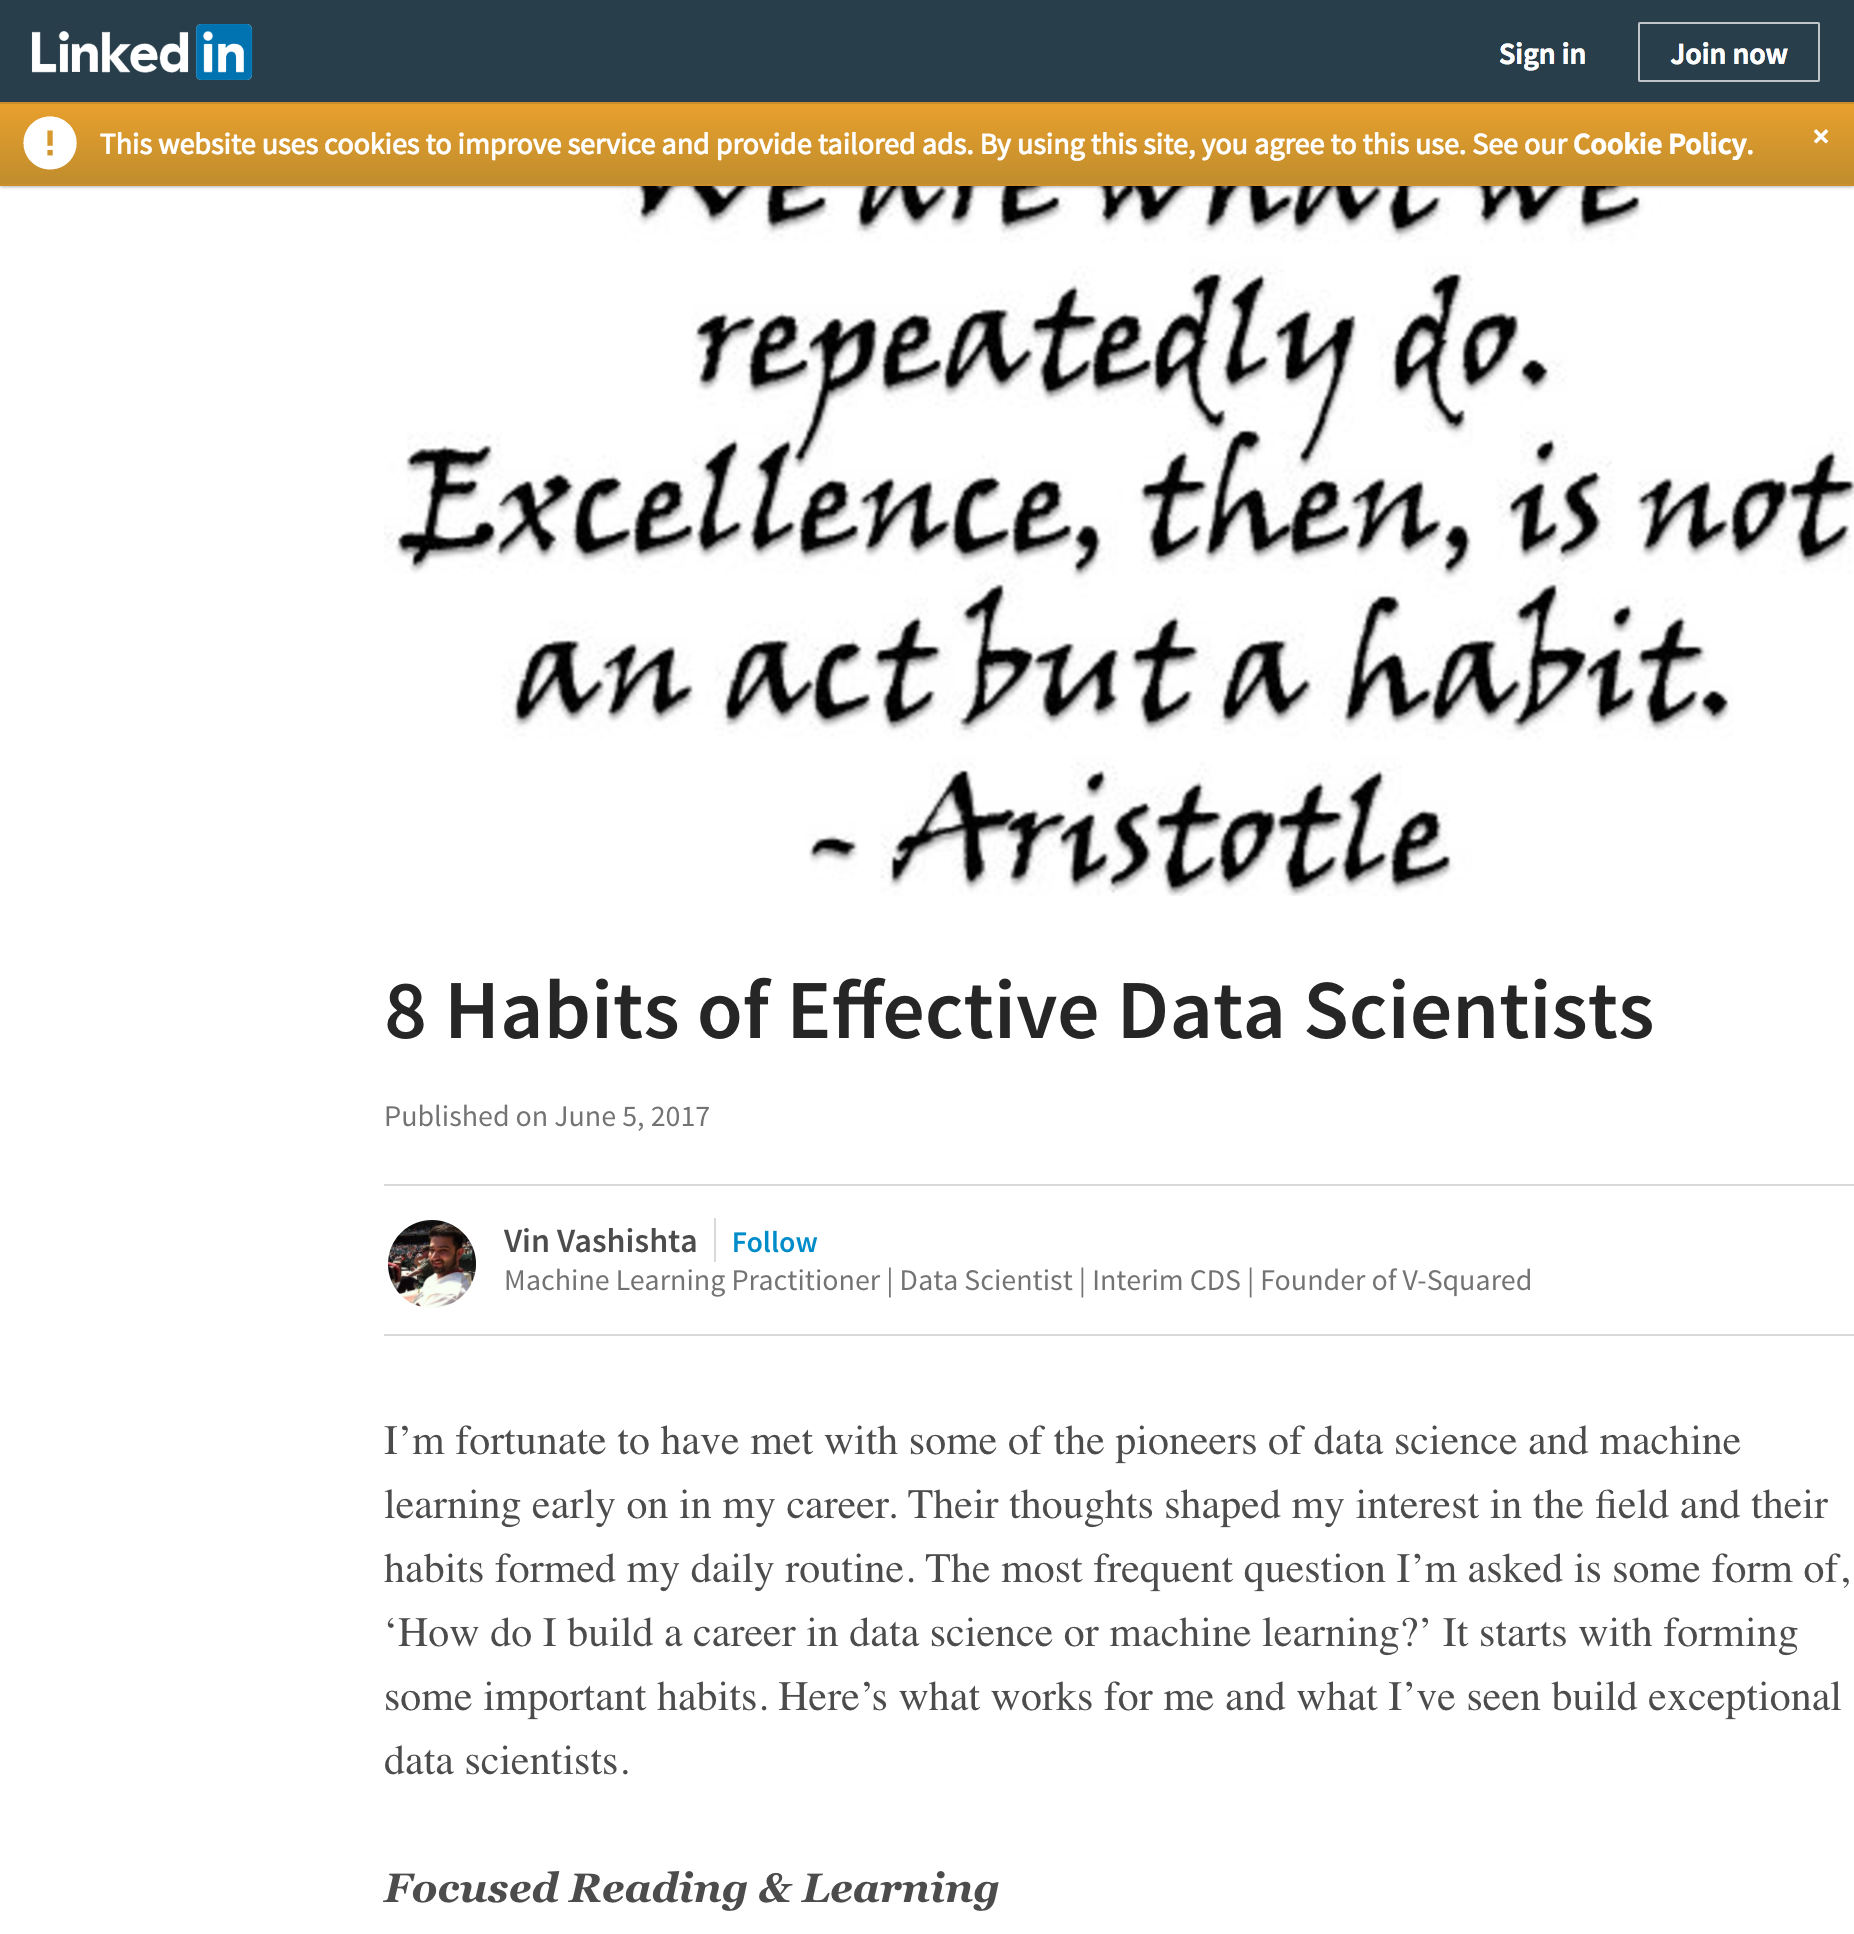 Linked in
Sign in
Join now
! This website uses cookies to improve service and provide tailored ads. By using this site, you agree to this use. See our Cookie Policy. ×
We are what we
repeatedly do.
Excellence, then, is not
an act but a habit.
- Aristotle
8 Habits of Effective Data Scientists
Published on June 5, 2017
Vin Vashishta Follow
Machine Learning Practitioner | Data Scientist | Interim CDS | Founder of V-Squared
I’m fortunate to have met with some of the pioneers of data science and machine
learning early on in my career. Their thoughts shaped my interest in the field and their
habits formed my daily routine. The most frequent question I’m asked is some form of,
‘How do I build a career in data science or machine learning?’ It starts with forming
some important habits. Here’s what works for me and what I’ve seen build exceptional
data scientists.
Focused Reading & Learning